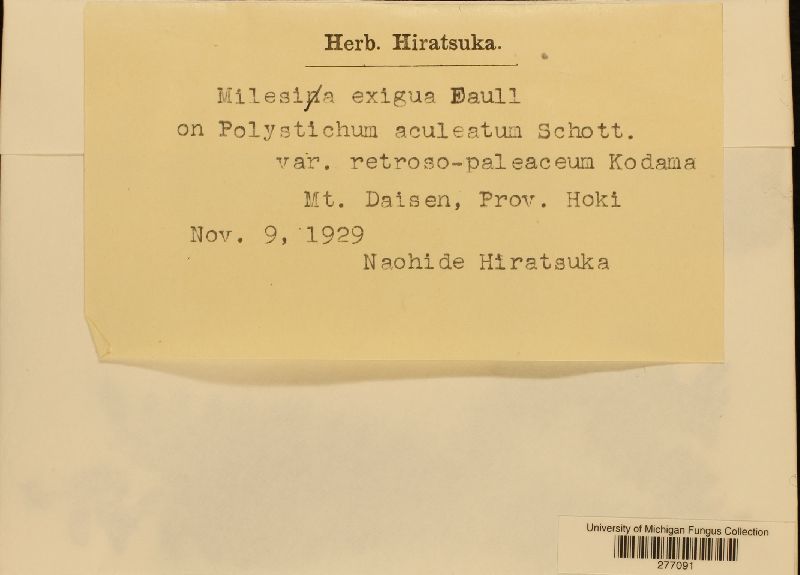 Herb. Hiratsuka.
Milesia exigua Faull
on Polystichum aculeatum Schott.
var. retroso-paleaceum Kodama
Mt. Daisen, Prov. Hoki
Nov. 9, 1929
Naohide Hiratsuka
University of Michigan Fungus Collection
277091